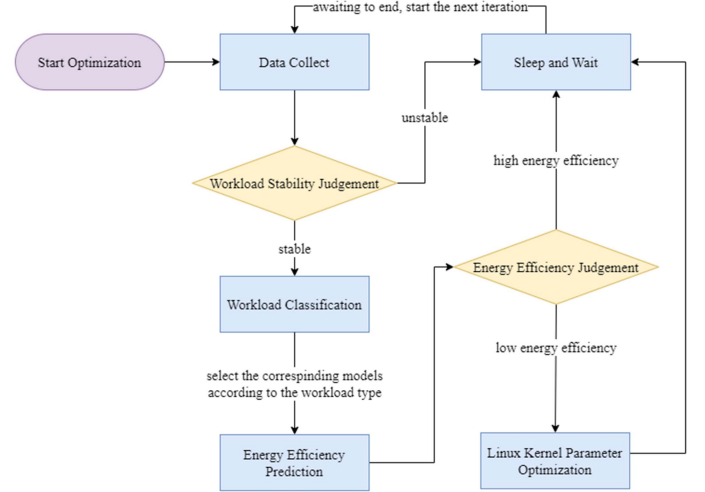 awaiting to end, start the next iteration
Start Optimization
Data Collect
Sleep and Wait
unstable
Workload Stability Judgement
high energy efficiency
stable
Energy Efficiency Judgement
Workload Classification
low energy efficiency
select the correspinding models
according to the workload type
Energy Efficiency
Prediction
Linux Kernel Parameter
Optimization